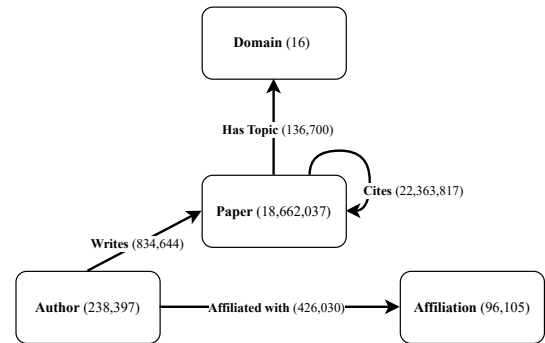 Domain (16)
Has Topic (136,700)
Cites (22,363,817)
Paper (18,662,037)
Writes (834,644)
Author (238,397)
Affiliated with (426,030)
Affiliation (96,105)